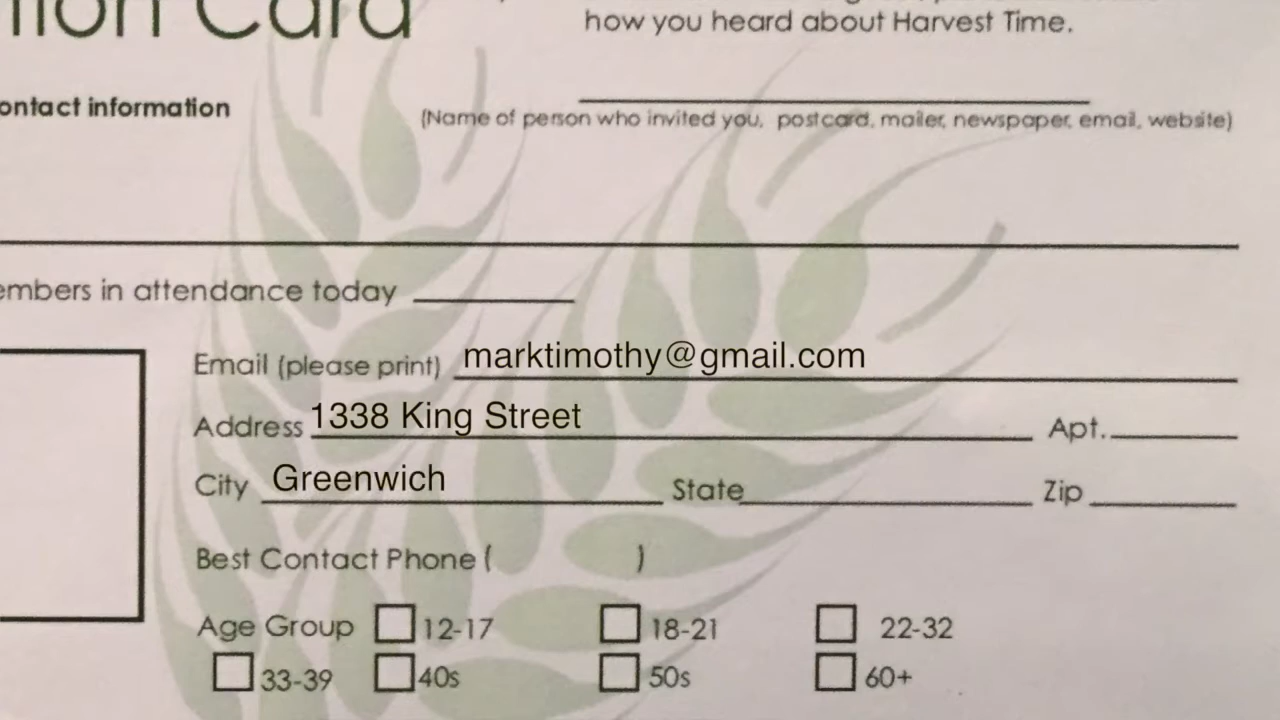 tion Card
how you heard about Harvest Time.
ontact information
(Name of person who invited you, postcard, mailer, newspaper, email, website)
embers in attendance today
Email (please print) marktimothy@gmail.com
Address 1338 King Street Apt.
City Greenwich State Zip
Best Contact Phone ( )
Age Group 12-17 18-21 22-32
33-39 40s 50s 60+